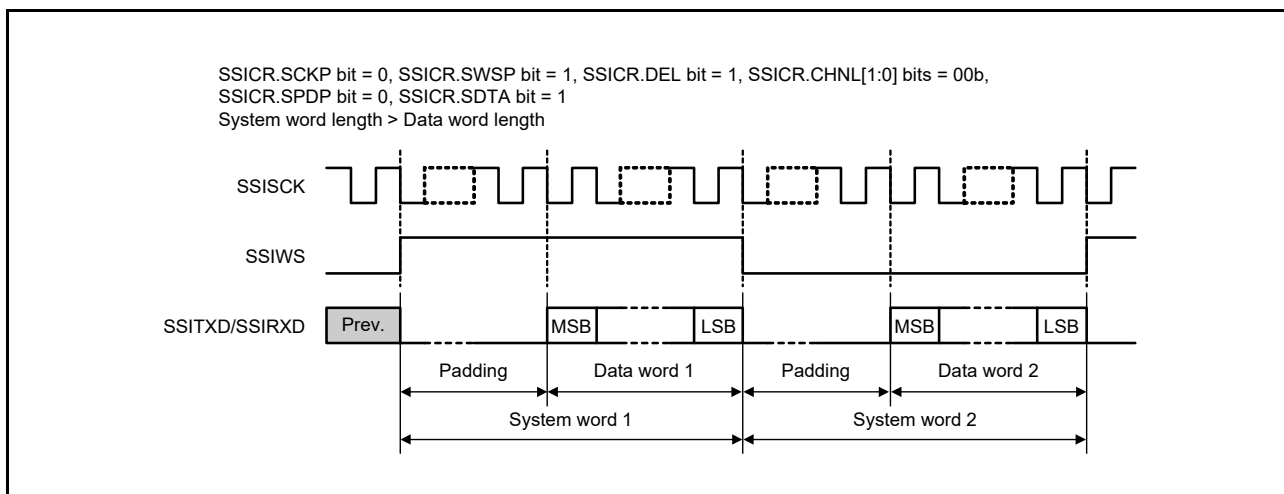 SSICR.SCKP bit = 0, SSICR.SWSP bit = 1, SSICR.DEL bit = 1, SSICR.CHNL[1:0] bits = 00b,
SSICR.SPDP bit = 0, SSICR.SDTA bit = 1
System word length > Data word length
SSISCK
SSIWS
SSITXD/SSIRXD Prev. MSB LSB MSB LSB
Padding Data word 1 Padding Data word 2
System word 1 System word 2